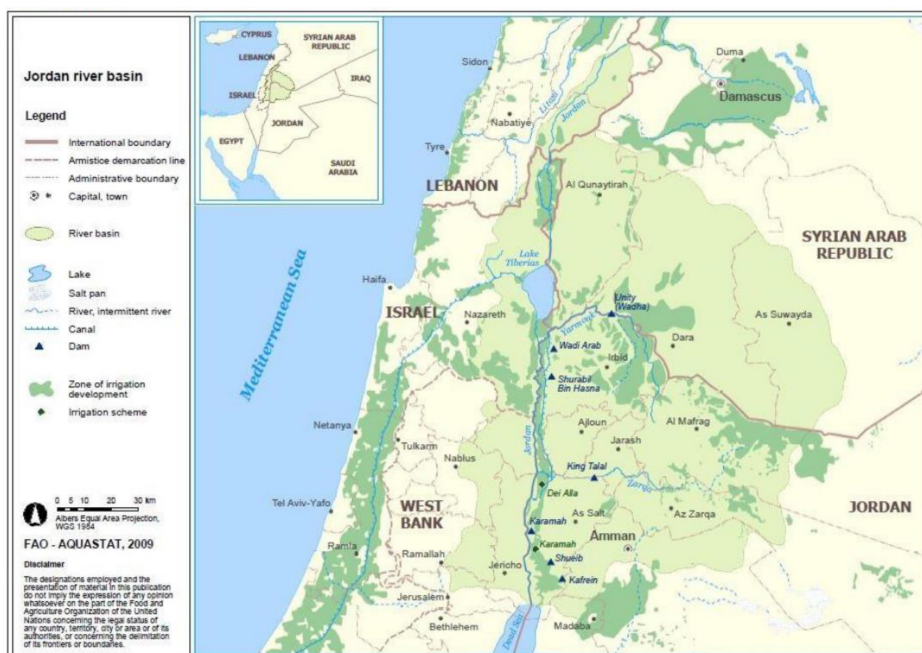 Jordan river basin
Legend
International boundary
Armistice demarcation line
Administrative boundary
Capital, town
River basin
Lake
Salt pan
River, intermittent river
Canal
Dam
Zone of irrigation
development
Irrigation scheme
0 5 10 20 30 km
Albers Equal Area Projection,
WGS 1984
FAO - AQUASTAT, 2009
Disclaimer
The designations employed and the
presentation of material in this publication
do not imply the expression of any opinion
whatsoever on the part of the Food and
Agriculture Organization of the United
Nations concerning the legal status of
any country, territory, city or area or of its
authorities, or concerning the delimitation
of its frontiers or boundaries.
CYPRUS
SYRIAN ARAB
REPUBLIC
LEBANON
IRAQ
ISRAEL
JORDAN
EGYPT
SAUDI
ARABIA
Sidon
Duma
Damascus
Litani
Jordan
Nabatiye
Tyre
LEBANON
Al Qunaytirah
SYRIAN ARAB
REPUBLIC
Mediterranean Sea
Lake
Tiberias
Haifa
Unity
(Wadha)
ISRAEL
Nazareth
Yarmouk
As Suwayda
Dara
Wadi Arab
Irbid
Shurabil
Bin Hasna
Netanya
Tulkarm
Jordan
Ajloun
Al Mafrag
Jarash
Nablus
King Talal
Zarqa
Dei Alla
Tel Aviv-Yafo
WEST
BANK
As Salt
Az Zarqa
JORDAN
Karamah
Amman
Karamah
Ramla
Ramallah
Shueib
Jericho
Kafrein
Jerusalem
Bethlehem
Dead Sea
Madaba